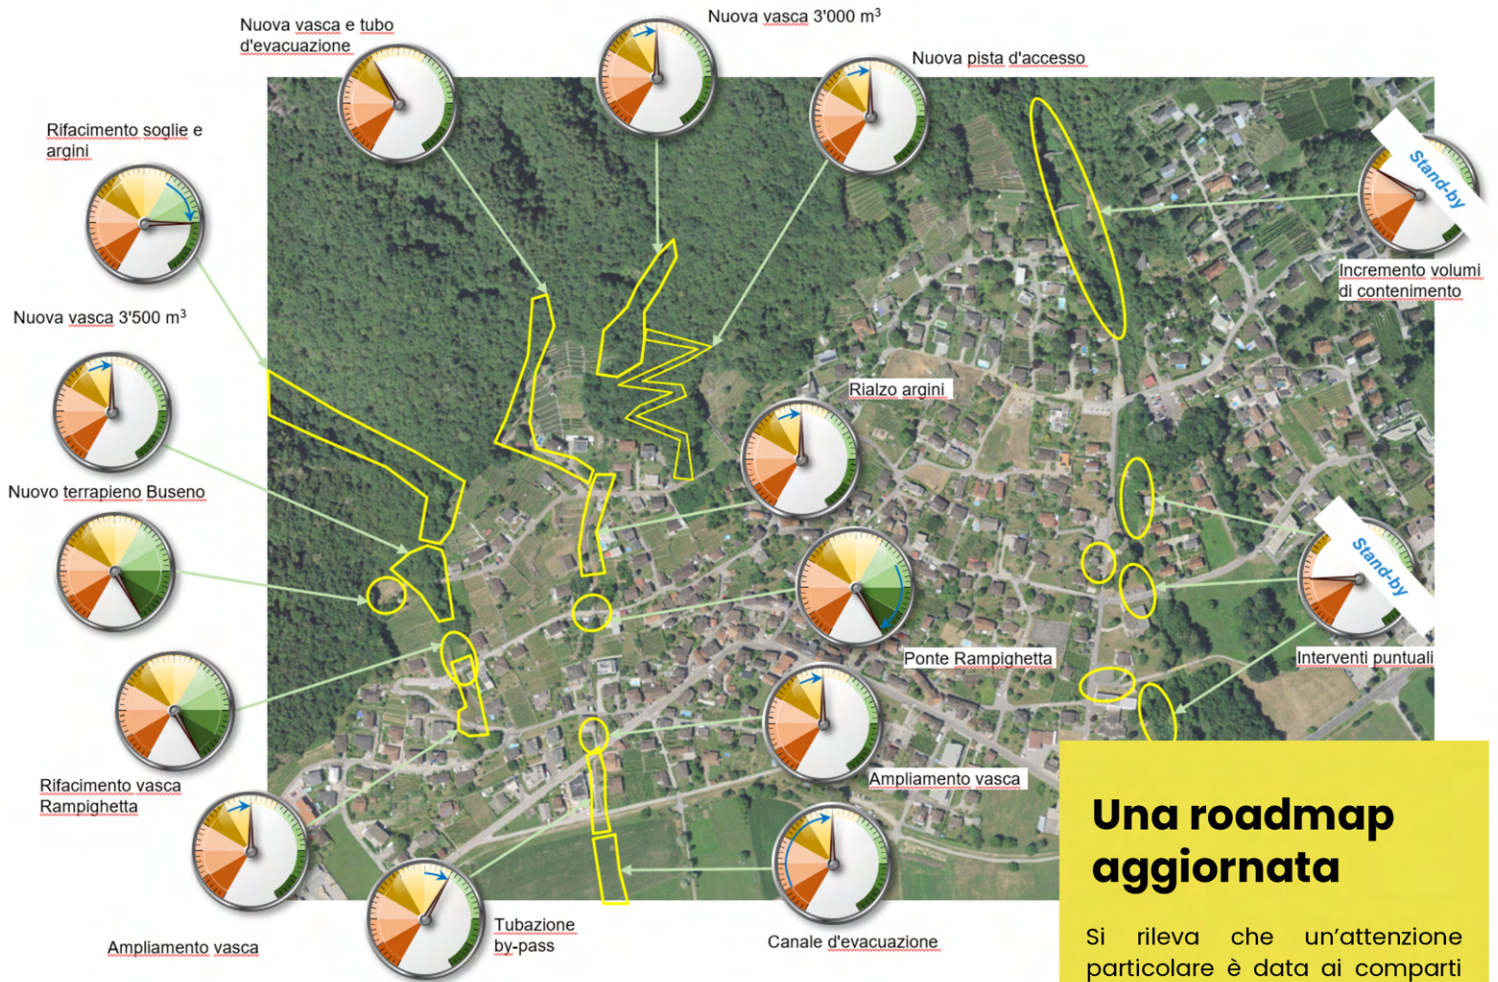 Nuova vasca e tubo
d'evacuazione
Nuova vasca 3'000 m³
Nuova pista d'accesso
Rifacimento soglie e
argini
Stand-by
Incremento volumi
di contenimento
Nuova vasca 3'500 m³
Rialzo argini
Nuovo terrapieno Buseno
Stand-by
Ponte Rampighetta
Interventi puntuali
Rifacimento vasca
Rampighetta
Ampliamento vasca
Una roadmap
aggiornata
Tubazione
by-pass
Canale d'evacuazione
Ampliamento vasca
Si rileva che un’attenzione
particolare è data ai comparti